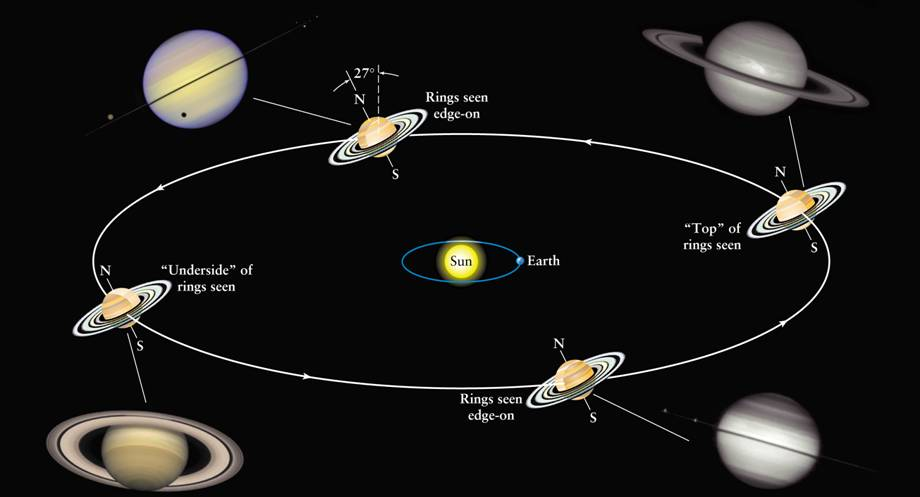 27°
N
Rings seen
edge-on
S
N
“Top” of
rings seen
S
Sun
Earth
N
“Underside” of
rings seen
S
N
Rings seen
edge-on
S